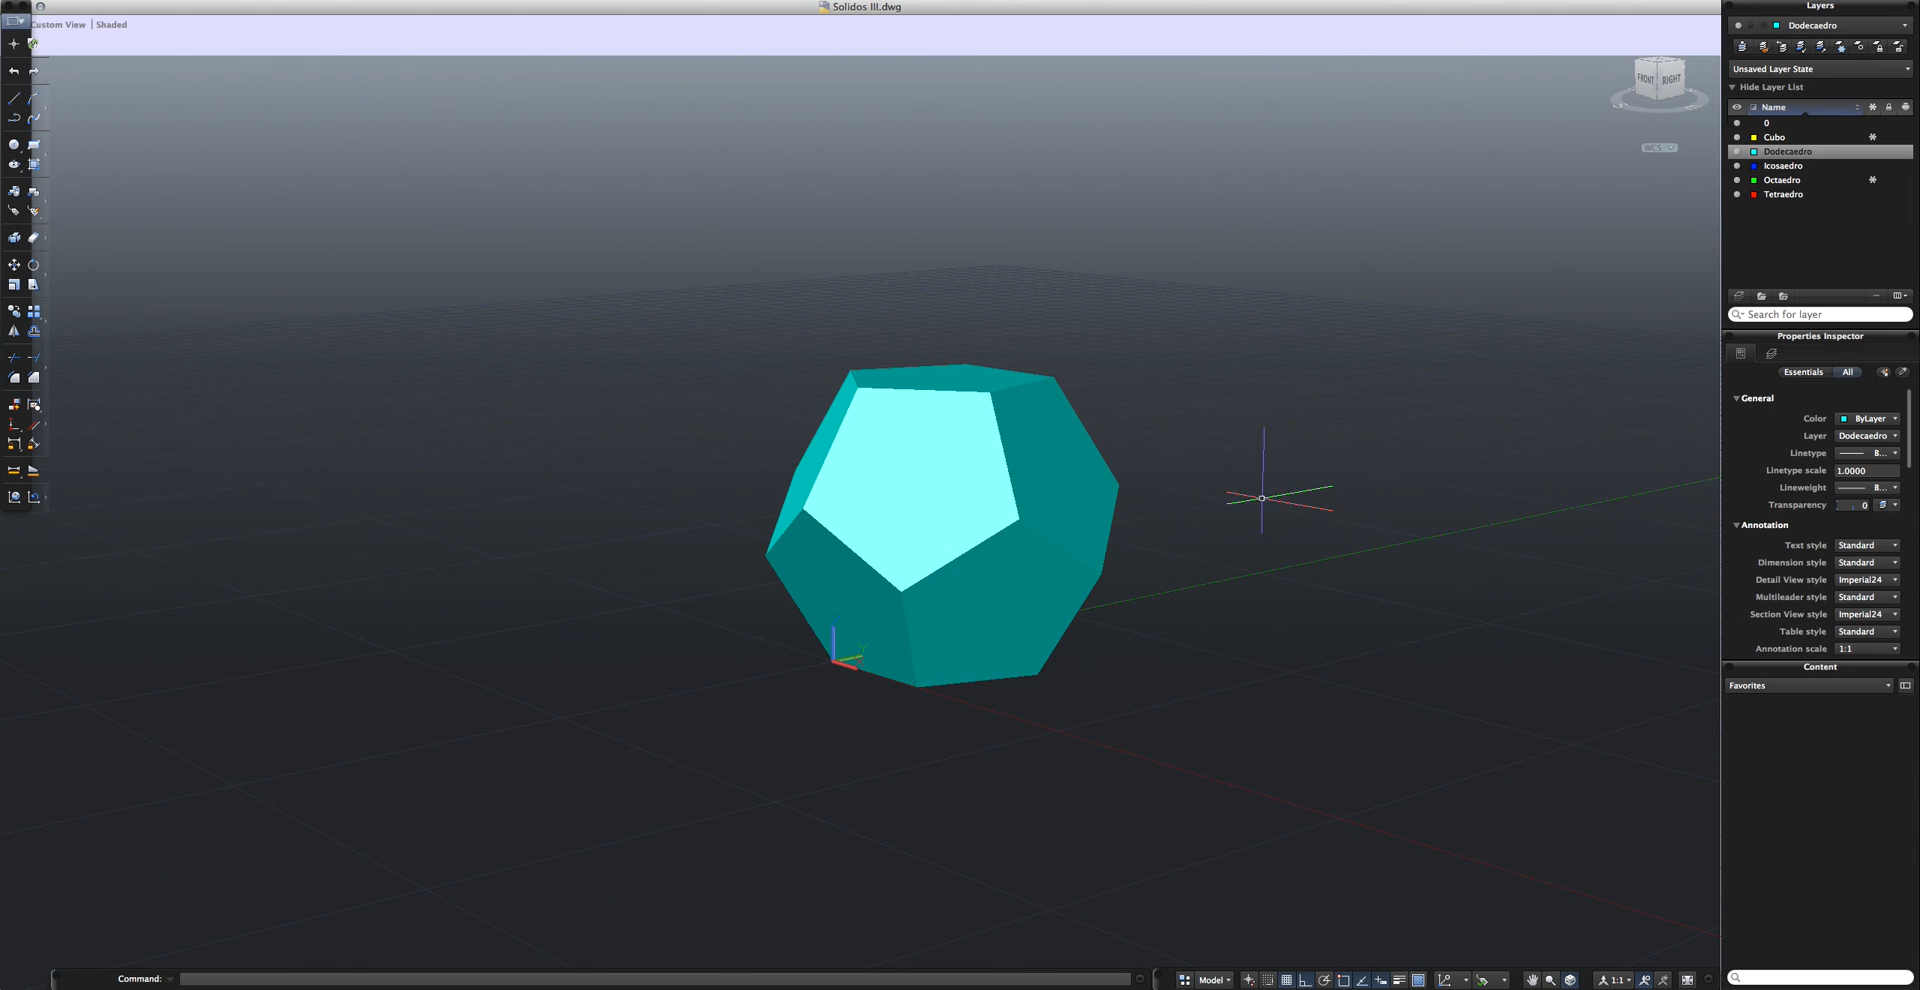 Solidos III.dwg
Custom View | Shaded
FRONT RIGHT
WCS
Layers
Dodecaedro
Unsaved Layer State
Hide Layer List
Name
0
Cubo
Dodecaedro
Icosaedro
Octaedro
Tetraedro
Search for layer
Properties Inspector
Essentials All
General
Color ByLayer
Layer Dodecaedro
Linetype B...
Linetype scale 1.0000
Lineweight B...
Transparency 0
Annotation
Text style Standard
Dimension style Standard
Detail View style Imperial24
Multileader style Standard
Section View style Imperial24
Table style Standard
Annotation scale 1:1
Content
Favorites
Command:
Model
1:1